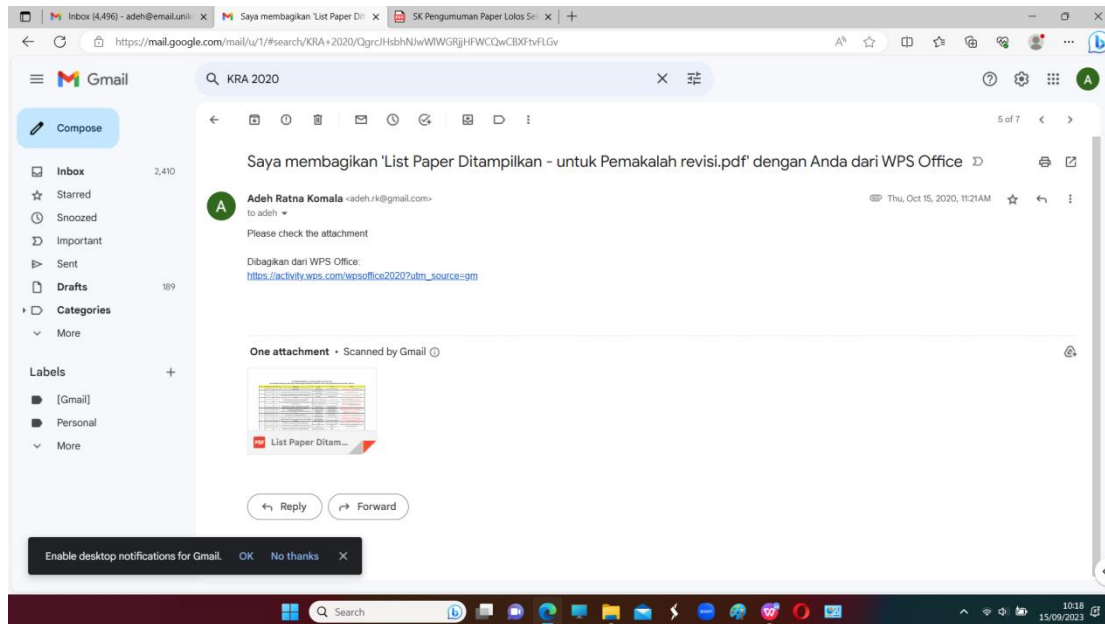 Inbox (4,496) - adeh@email.unik
Saya membagikan 'List Paper Dit
SK Pengumuman Paper Lolos Sel
https://mail.google.com/mail/u/1/#search/KRA+2020/QgrcJHsbhNJwWlWGRjjHFWCQwCBXFtvFLGv
Gmail
KRA 2020
A
Compose
5 of 7
Inbox 2,410
Starred
Snoozed
Important
Sent
Drafts 189
Categories
More
Labels
[Gmail]
Personal
More
Saya membagikan 'List Paper Ditampilkan - untuk Pemakalah revisi.pdf' dengan Anda dari WPS Office
A
Adeh Ratna Komala <adeh.rk@gmail.com>
Thu, Oct 15, 2020, 11:21 AM
to adeh
Please check the attachment
Dibagikan dari WPS Office:
https://activity.wps.com/wpsoffice2020?utm_source=gm
One attachment • Scanned by Gmail
PDF List Paper Ditam...
Reply
Forward
Enable desktop notifications for Gmail. OK No thanks
Search
10:18
15/09/2023